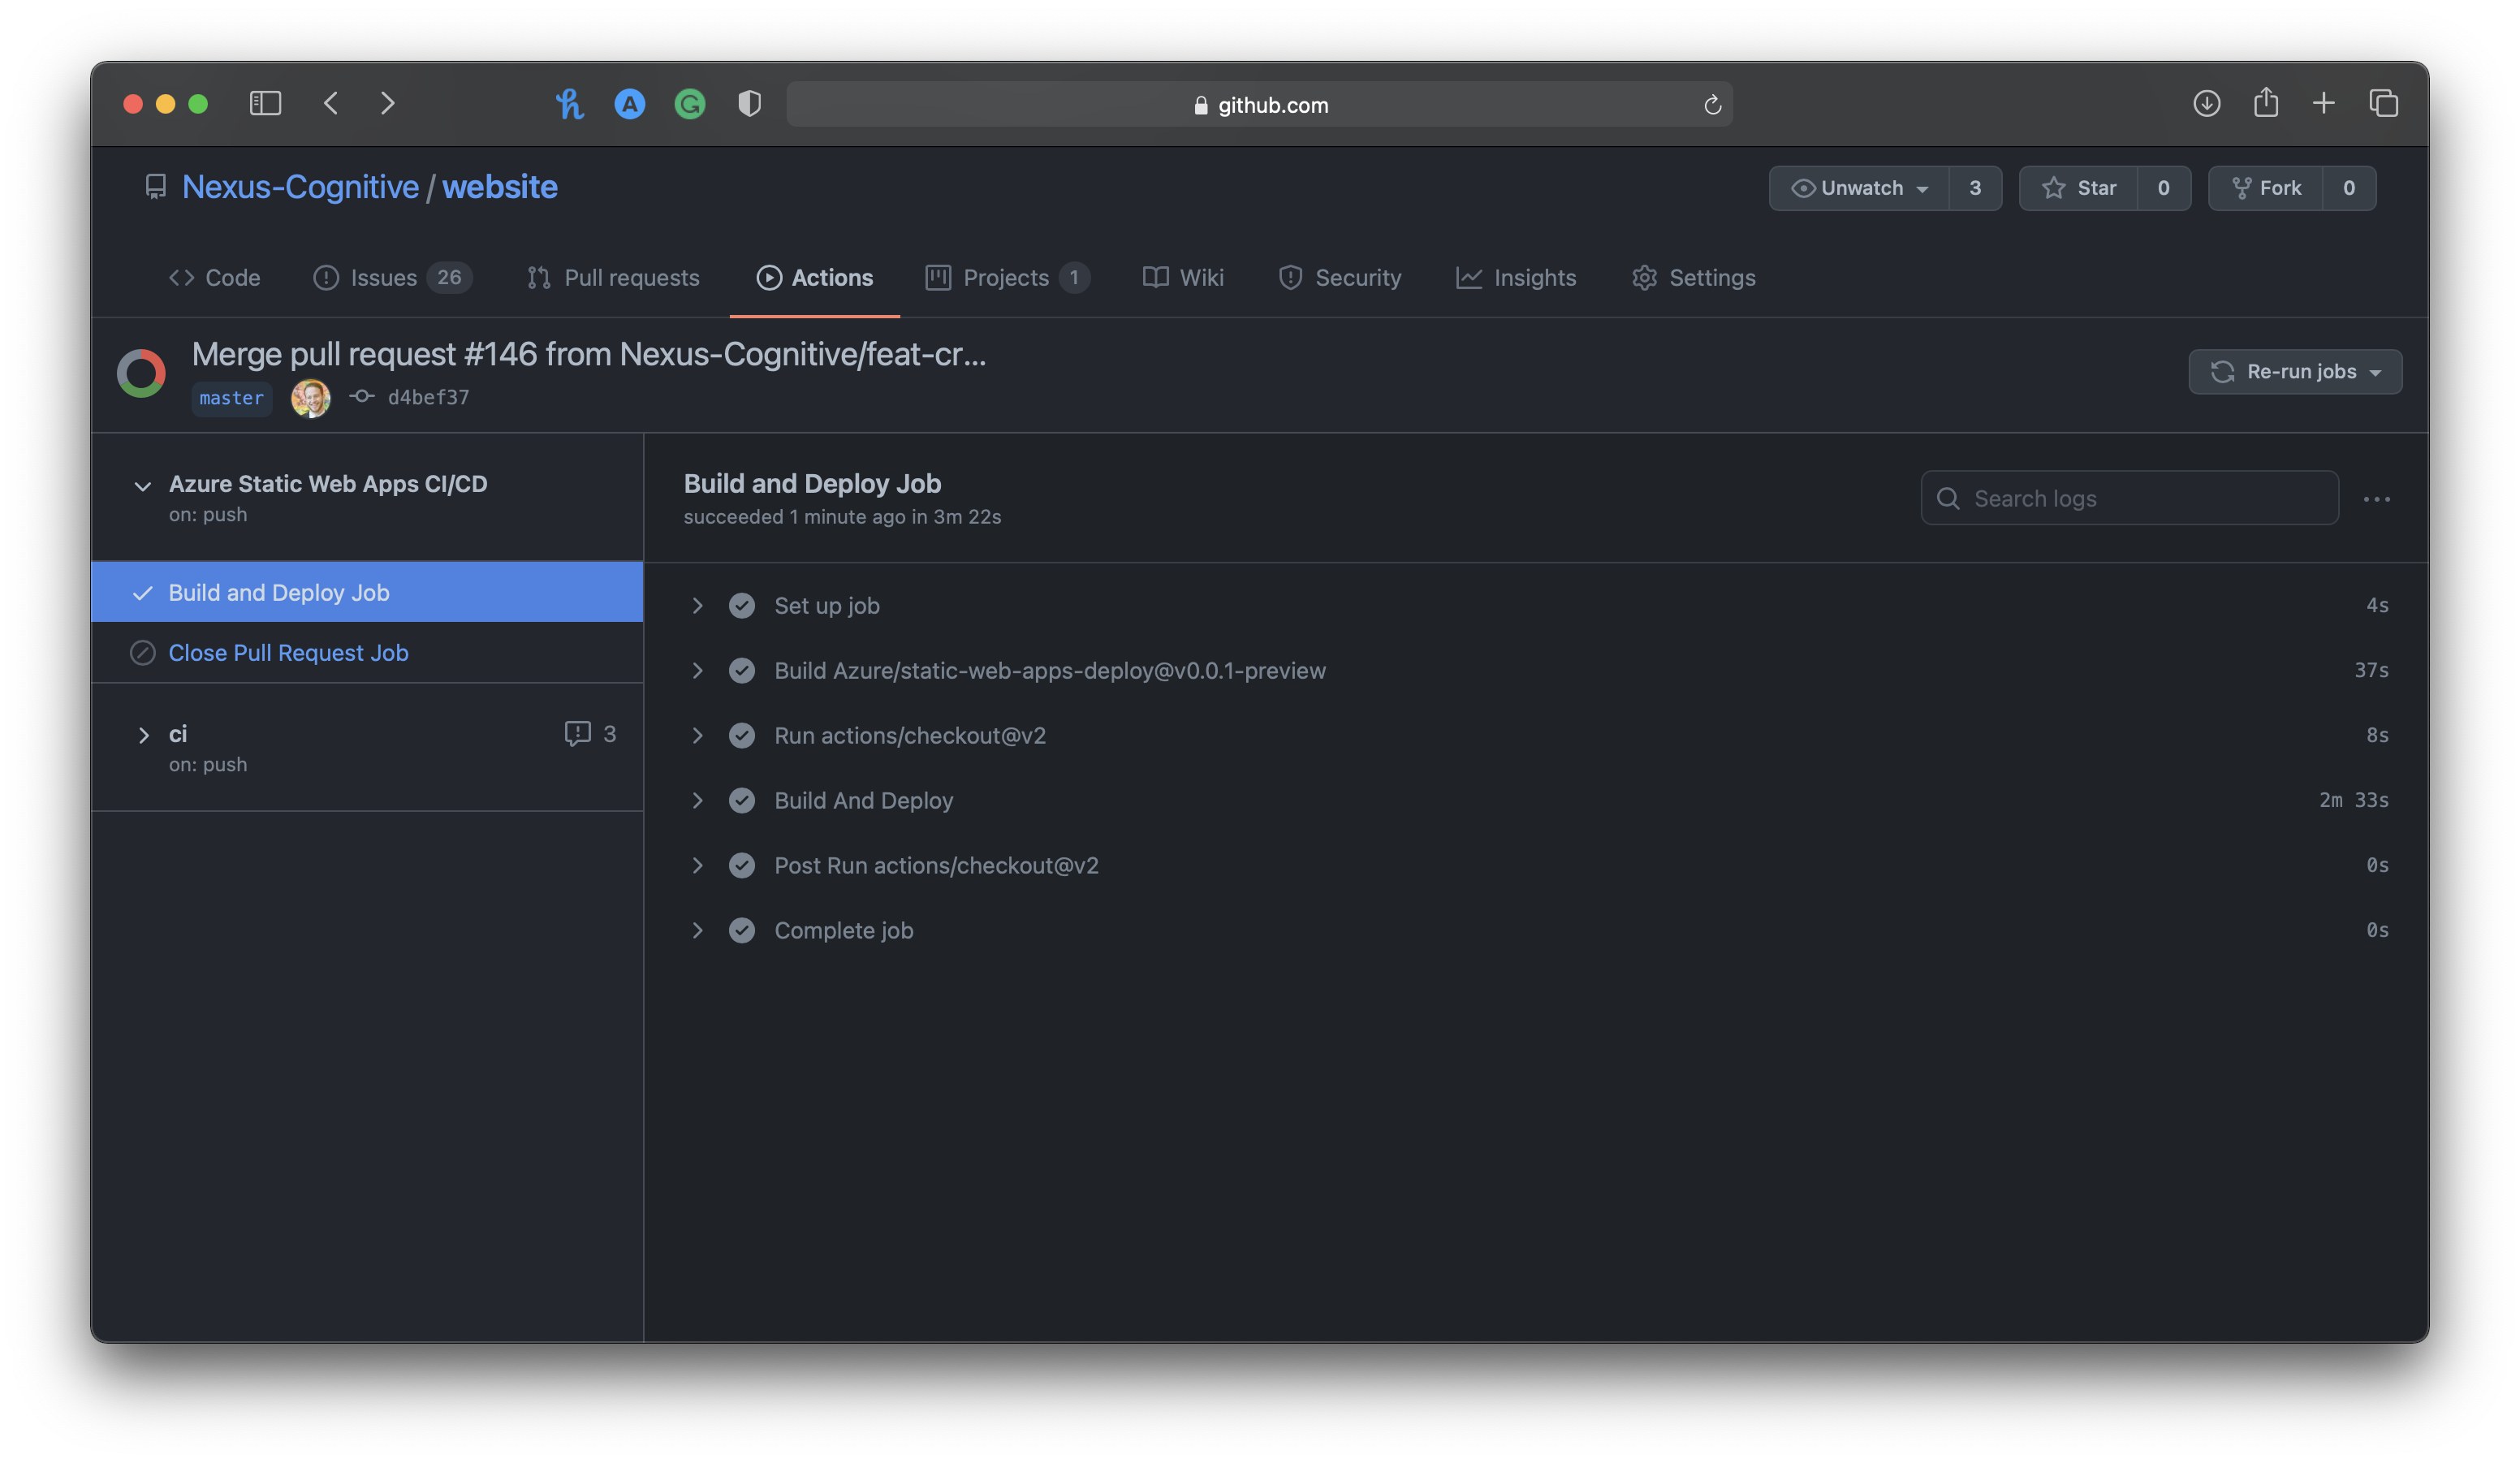 github.com
Nexus-Cognitive / website
Unwatch 3 Star 0 Fork 0
Code Issues 26 Pull requests Actions Projects 1 Wiki Security Insights Settings
Merge pull request #146 from Nexus-Cognitive/feat-cr...
master d4bef37
Re-run jobs
Azure Static Web Apps CI/CD
on: push
Build and Deploy Job
Close Pull Request Job
ci 3
on: push
Build and Deploy Job
succeeded 1 minute ago in 3m 22s
Search logs
Set up job 4s
Build Azure/static-web-apps-deploy@v0.0.1-preview 37s
Run actions/checkout@v2 8s
Build And Deploy 2m 33s
Post Run actions/checkout@v2 0s
Complete job 0s